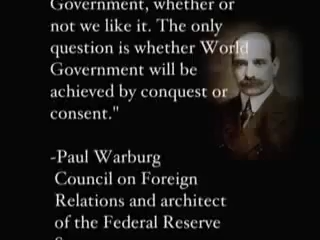 Government, whether or
not we like it. The only
question is whether World
Government will be
achieved by conquest or
consent."
-Paul Warburg
Council on Foreign
Relations and architect
of the Federal Reserve